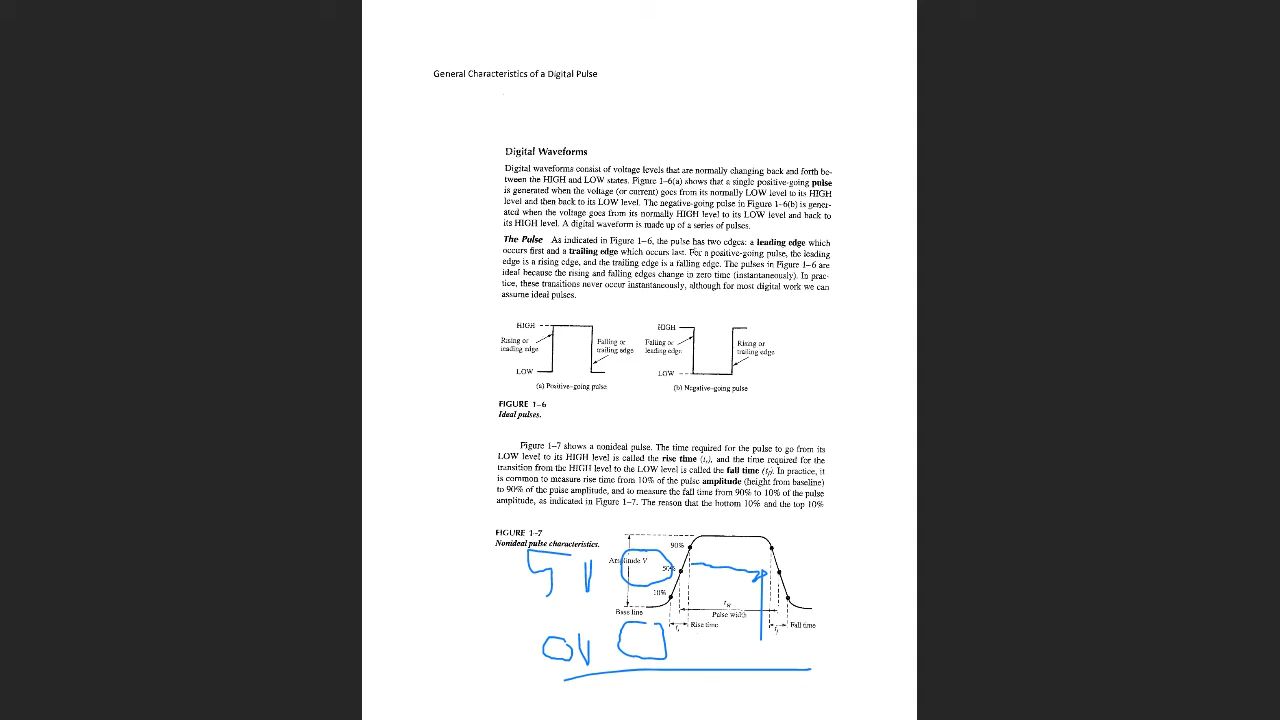 General Characteristics of a Digital Pulse
Digital Waveforms
Digital waveforms consist of voltage levels that are normally changing back and forth be-
tween the HIGH and LOW states. Figure 1–6(a) shows that a single positive-going pulse
is generated when the voltage (or current) goes from its normally LOW level to its HIGH
level and then back to its LOW level. The negative-going pulse in Figure 1–6(b) is gener-
ated when the voltage goes from its normally HIGH level to its LOW level and back to
its HIGH level. A digital waveform is made up of a series of pulses.
The Pulse As indicated in Figure 1–6, the pulse has two edges: a leading edge which
occurs first and a trailing edge which occurs last. For a positive-going pulse, the leading
edge is a rising edge, and the trailing edge is a falling edge. The pulses in Figure 1–6 are
ideal because the rising and falling edges change in zero time (instantaneously). In prac-
tice, these transitions never occur instantaneously, although for most digital work we can
assume ideal pulses.
HIGH
Rising or
leading edge
Falling or
trailing edge
LOW
(a) Positive–going pulse
HIGH
Falling or
leading edge
Rising or
trailing edge
LOW
(b) Negative–going pulse
FIGURE 1–6
Ideal pulses.
Figure 1–7 shows a nonideal pulse. The time required for the pulse to go from its
LOW level to its HIGH level is called the rise time (tr), and the time required for the
transition from the HIGH level to the LOW level is called the fall time (tf). In practice, it
is common to measure rise time from 10% of the pulse amplitude (height from baseline)
to 90% of the pulse amplitude, and to measure the fall time from 90% to 10% of the pulse
amplitude, as indicated in Figure 1–7. The reason that the bottom 10% and the top 10%
FIGURE 1–7
Nonideal pulse characteristics.
90%
Amplitude V
50%
10%
Base line
tW
Pulse width
tr Rise time
tf Fall time
5 V
0V